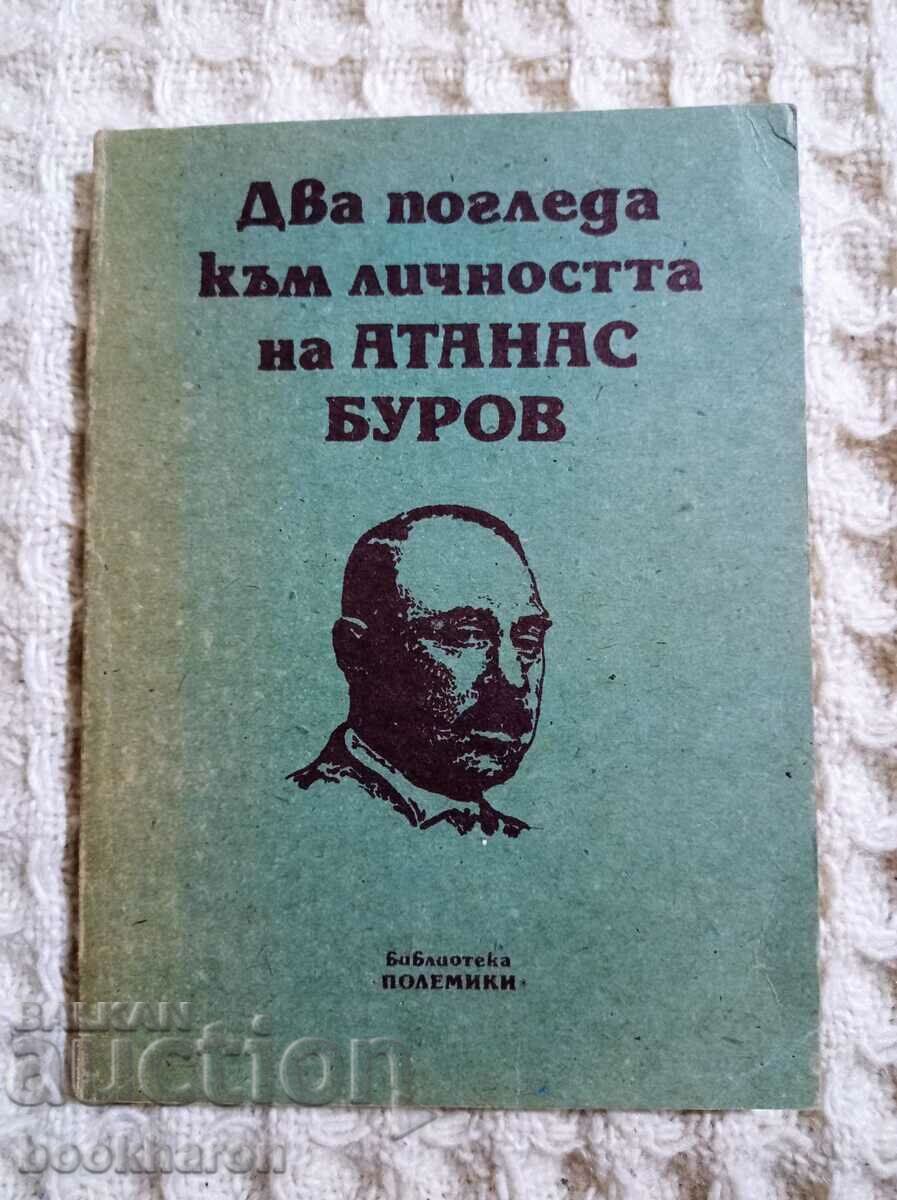 Два погледа
към личността
на АТАНАС
БУРОВ
библиотека
·ПОЛЕМИКИ·
BALKAN
auction
bookharon